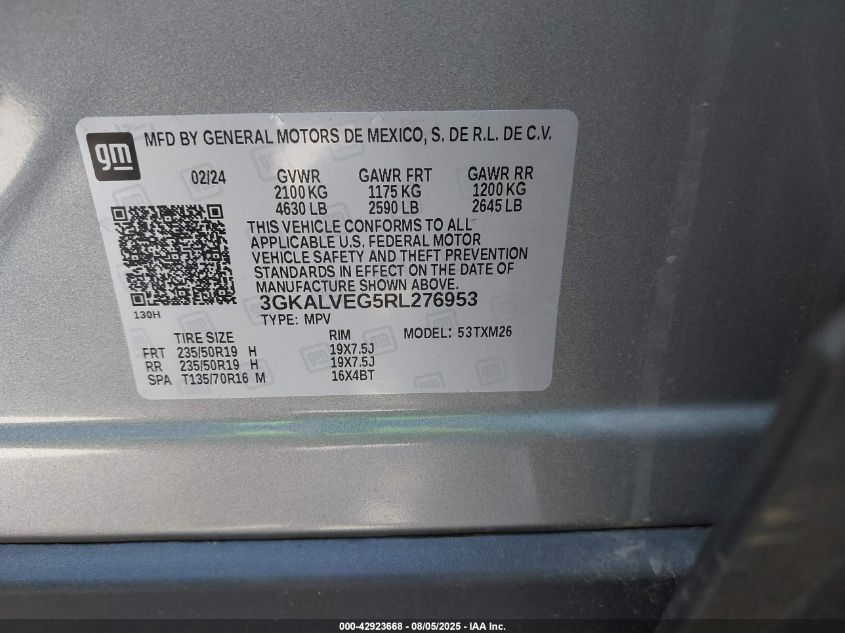 gm
MFD BY GENERAL MOTORS DE MEXICO, S. DE R.L. DE C.V.
02/24 GVWR GAWR FRT GAWR RR
2100 KG 1175 KG 1200 KG
4630 LB 2590 LB 2645 LB
THIS VEHICLE CONFORMS TO ALL
APPLICABLE U.S. FEDERAL MOTOR
VEHICLE SAFETY AND THEFT PREVENTION
STANDARDS IN EFFECT ON THE DATE OF
MANUFACTURE SHOWN ABOVE.
3GKALVEG5RL276953
130H
TYPE: MPV
TIRE SIZE RIM MODEL: 53TXM26
FRT 235/50R19 H 19X7.5J
RR 235/50R19 H 19X7.5J
SPA T135/70R16 M 16X4BT
000-42923668 - 08/05/2025 - IAA Inc.